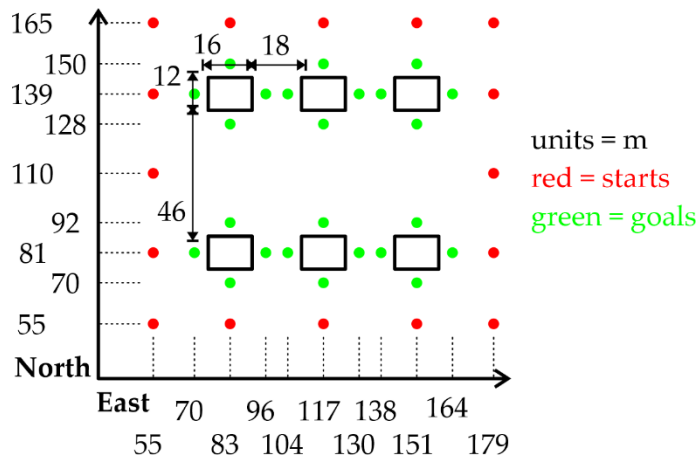 165
16 18
150
12
139
128
units = m
110
red = starts
46
92
green = goals
81
70
55
North
East
70 96 117 138 164
55 83 104 130 151 179